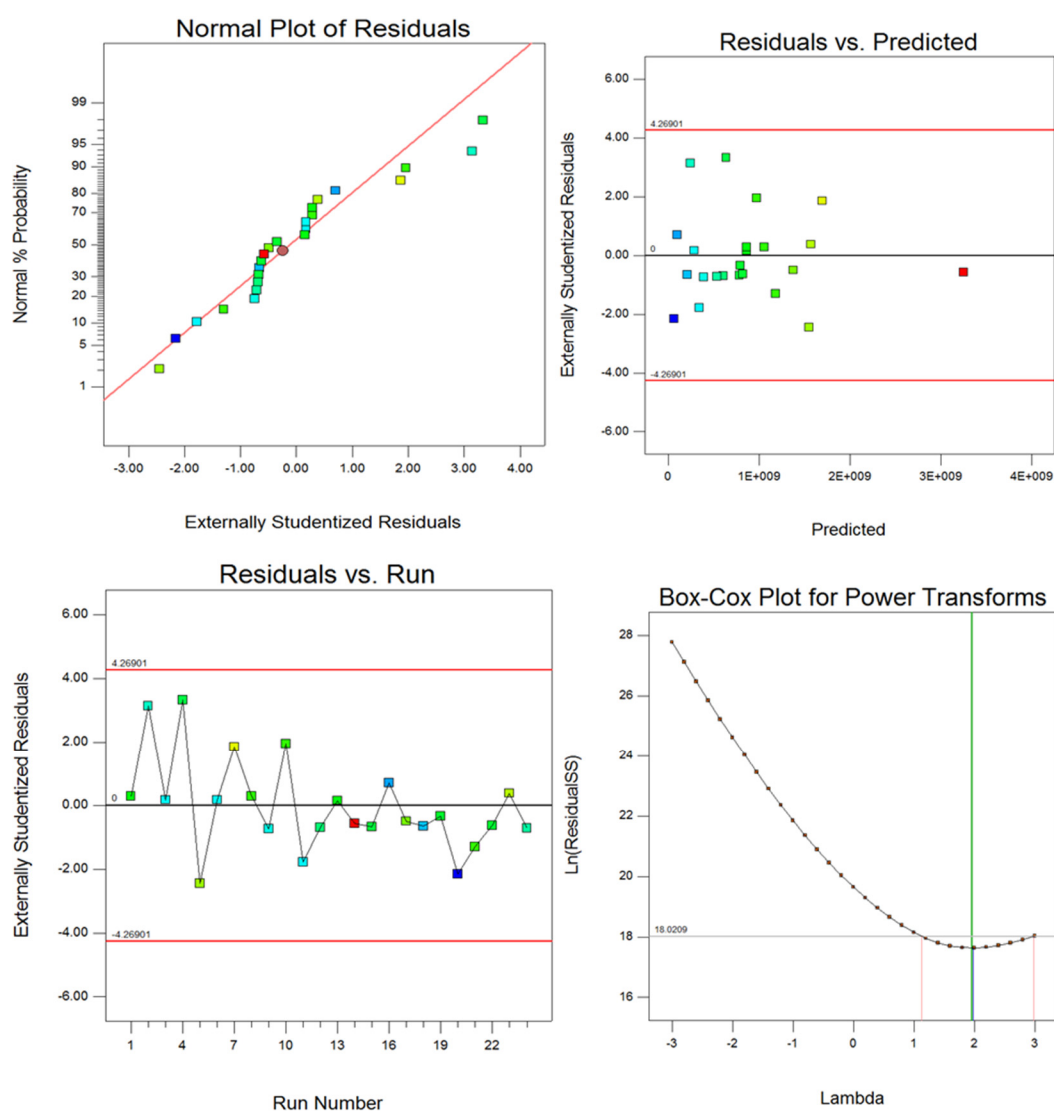 Normal Plot of Residuals
Normal % Probability
99
95
90
80
70
50
30
20
10
5
1
-3.00 -2.00 -1.00 0.00 1.00 2.00 3.00 4.00
Externally Studentized Residuals
Residuals vs. Predicted
Externally Studentized Residuals
6.00
4.26901
4.00
2.00
0
0.00
-2.00
-4.00
-4.26901
-6.00
0 1E+009 2E+009 3E+009 4E+009
Predicted
Residuals vs. Run
Externally Studentized Residuals
6.00
4.26901
4.00
2.00
0
0.00
-2.00
-4.00
-4.26901
-6.00
1 4 7 10 13 16 19 22
Run Number
Box-Cox Plot for Power Transforms
Ln(ResidualSS)
28
26
24
22
20
18.0209
18
16
-3 -2 -1 0 1 2 3
Lambda